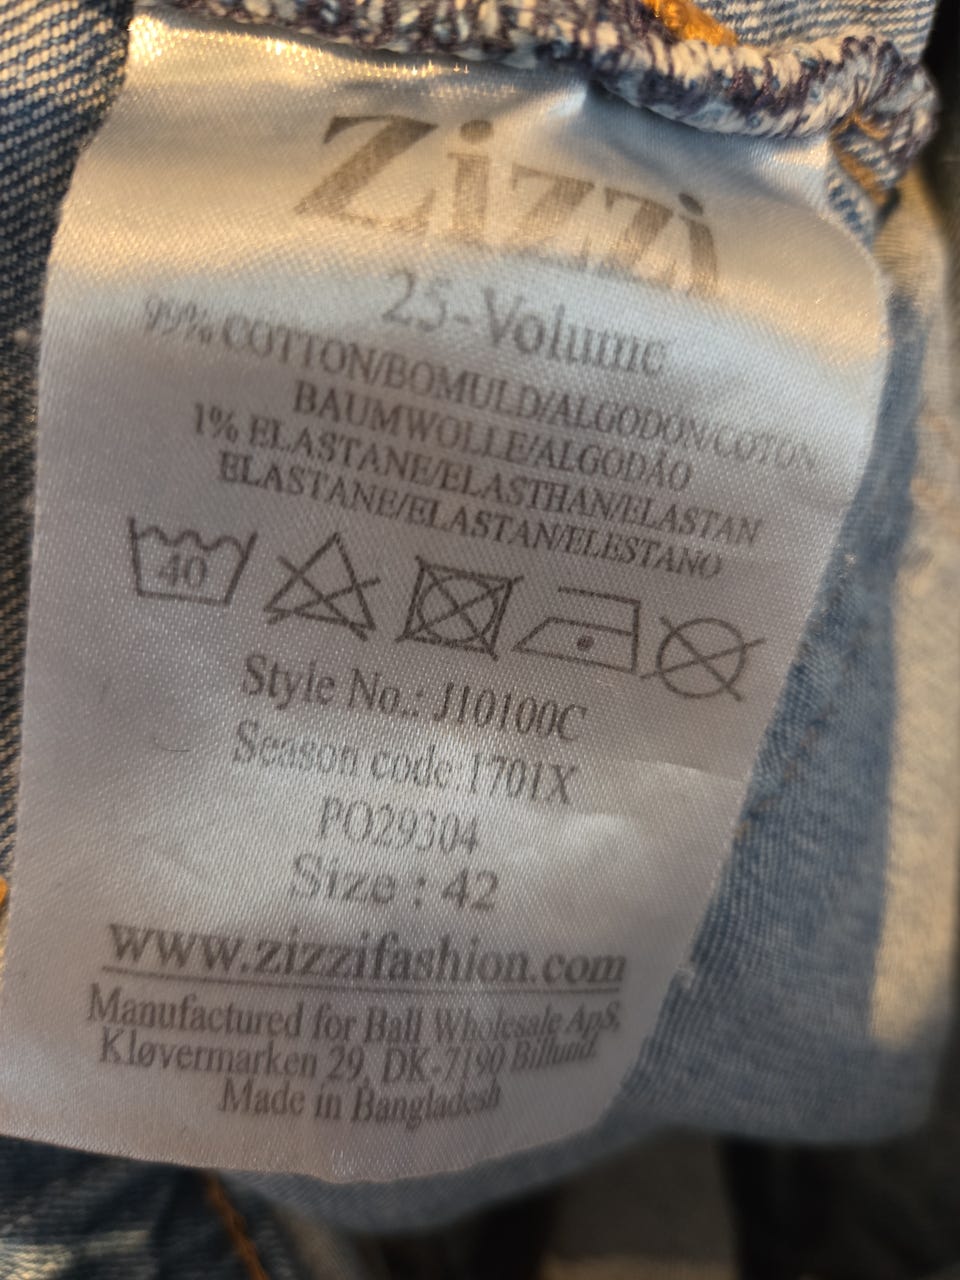 Zizzi
25-Volume
99% COTTON/BOMULD/ALGODÓN/COTON
BAUMWOLLE/ALGODÃO
1% ELASTANE/ELASTHAN/ELASTAN
ELASTANE/ELASTAN/ELESTANO
40
Style No.: J10100C
Season code:1701X
PO29304
Size : 42
www.zizzifashion.com
Manufactured for Ball Wholesale ApS,
Kløvermarken 29, DK-7190 Billund.
Made in Bangladesh